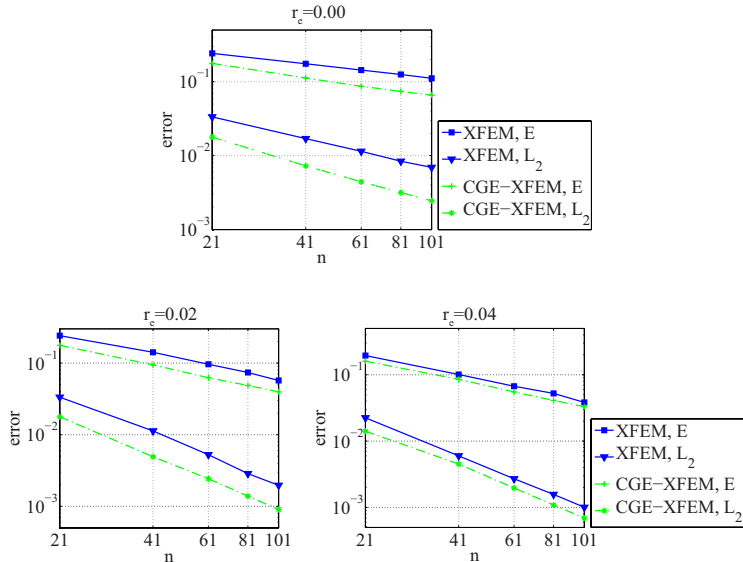 r_e=0.00
error
10^-1
10^-2
10^-3
21 41 61 81 101
n
XFEM, E
XFEM, L_2
CGE-XFEM, E
CGE-XFEM, L_2
r_e=0.02
error
10^-1
10^-2
10^-3
21 41 61 81 101
n
r_e=0.04
error
10^-1
10^-2
10^-3
21 41 61 81 101
n
XFEM, E
XFEM, L_2
CGE-XFEM, E
CGE-XFEM, L_2